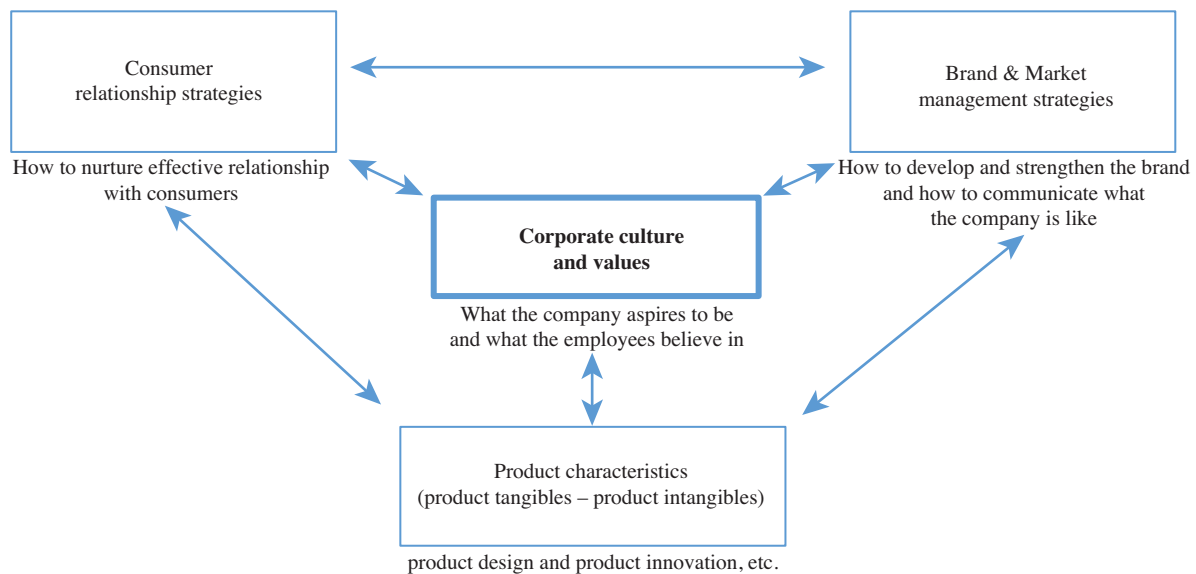 Consumer
relationship strategies
How to nurture effective relationship
with consumers
Brand & Market
management strategies
How to develop and strengthen the brand
and how to communicate what
the company is like
Corporate culture
and values
What the company aspires to be
and what the employees believe in
Product characteristics
(product tangibles – product intangibles)
product design and product innovation, etc.